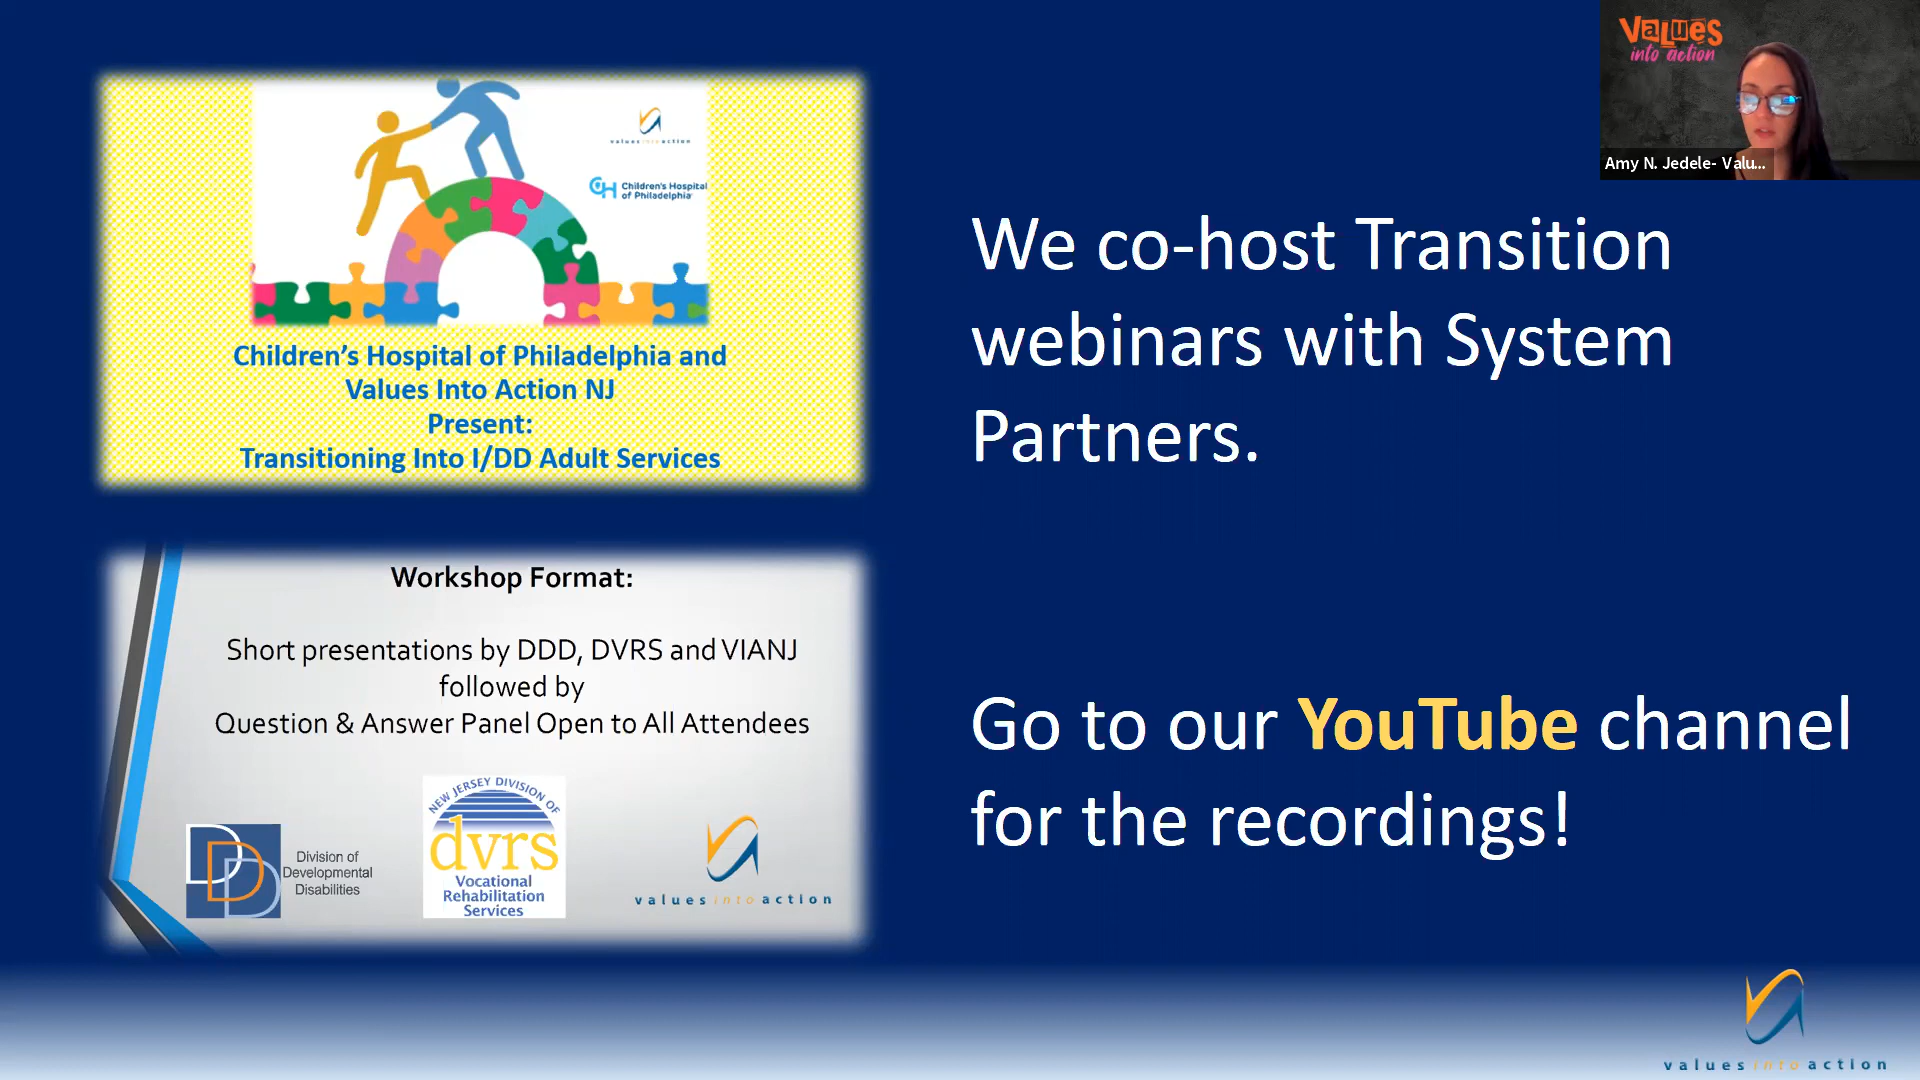 values into action
Children's Hospital
of Philadelphia
Children's Hospital of Philadelphia and
Values Into Action NJ
Present:
Transitioning Into I/DD Adult Services
Workshop Format:
Short presentations by DDD, DVRS and VIANJ
followed by
Question & Answer Panel Open to All Attendees
DDD
Division of
Developmental
Disabilities
NEW JERSEY DIVISION OF
dvrs
Vocational
Rehabilitation
Services
values into action
We co-host Transition
webinars with System
Partners.
Go to our YouTube channel
for the recordings!
Values
into action
Amy N. Jedele- Valu...
values into action